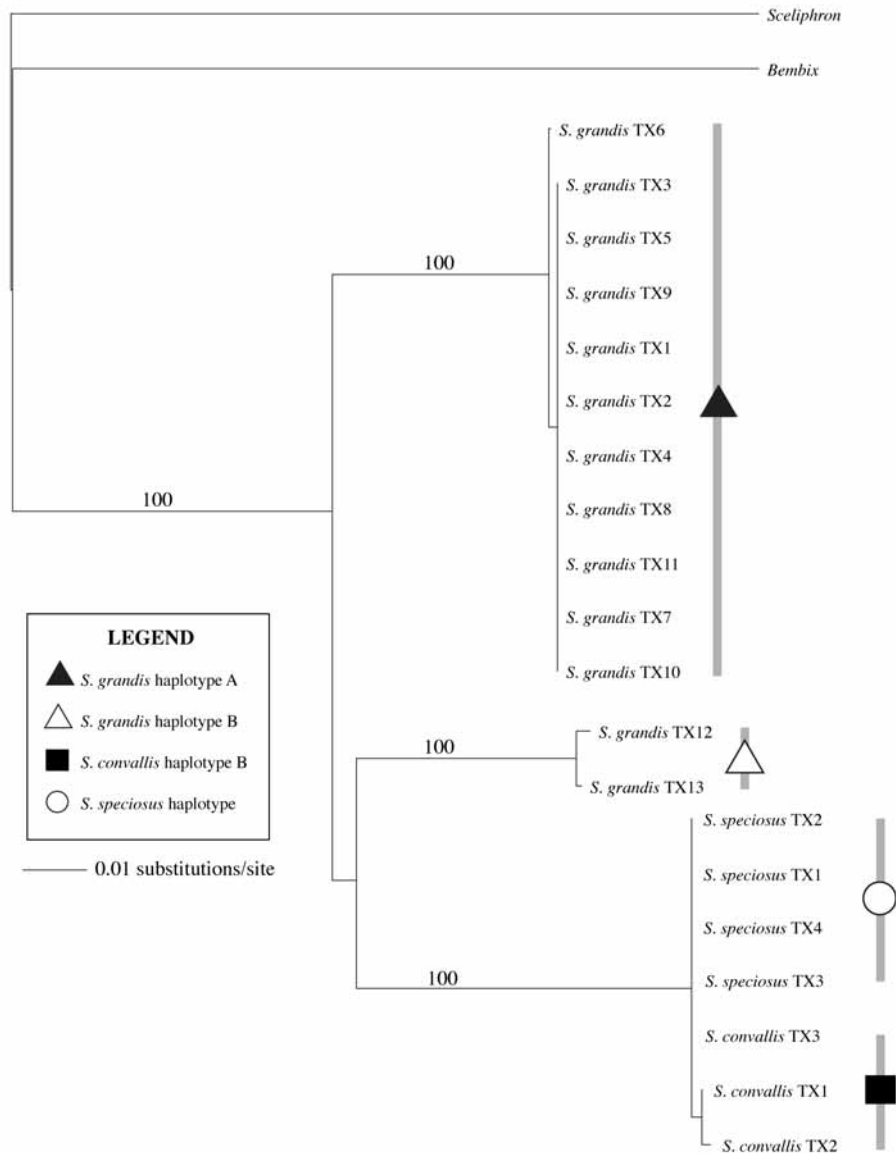 Sceliphron
Bembix
S. grandis TX6
S. grandis TX3
S. grandis TX5
100
S. grandis TX9
S. grandis TX1
S. grandis TX2
S. grandis TX4
100
S. grandis TX8
S. grandis TX11
S. grandis TX7
S. grandis TX10
LEGEND
S. grandis haplotype A
S. grandis haplotype B
S. convallis haplotype B
S. speciosus haplotype
0.01 substitutions/site
S. grandis TX12
100
S. grandis TX13
S. speciosus TX2
S. speciosus TX1
S. speciosus TX4
100
S. speciosus TX3
S. convallis TX3
S. convallis TX1
S. convallis TX2